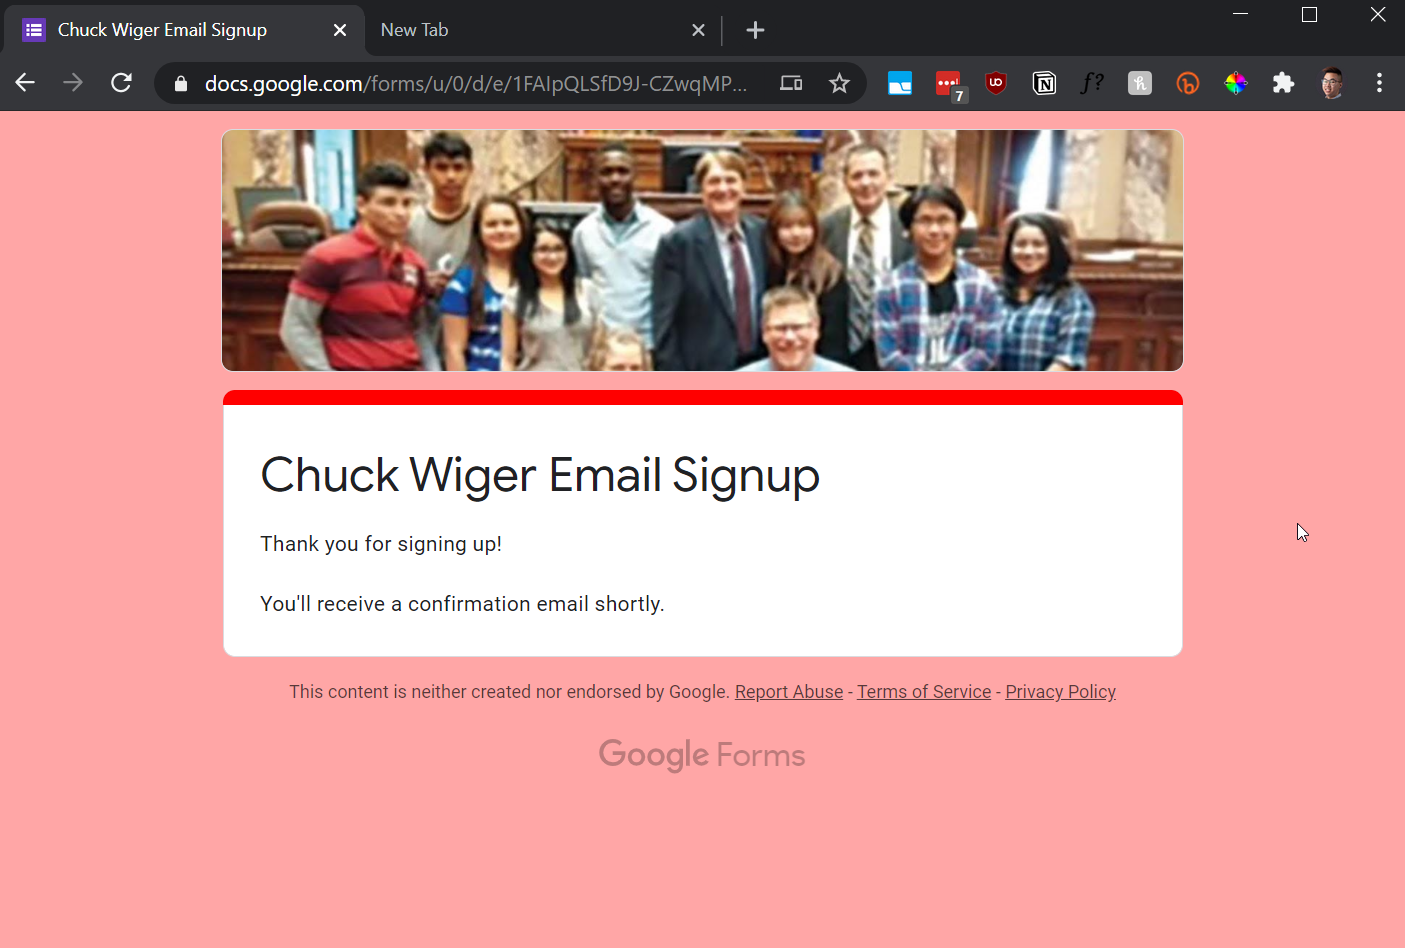 Chuck Wiger Email Signup
New Tab
docs.google.com/forms/u/0/d/e/1FAIpQLSfD9J-CZwqMP...
7
f?
Chuck Wiger Email Signup
Thank you for signing up!
You'll receive a confirmation email shortly.
This content is neither created nor endorsed by Google. Report Abuse - Terms of Service - Privacy Policy
Google Forms